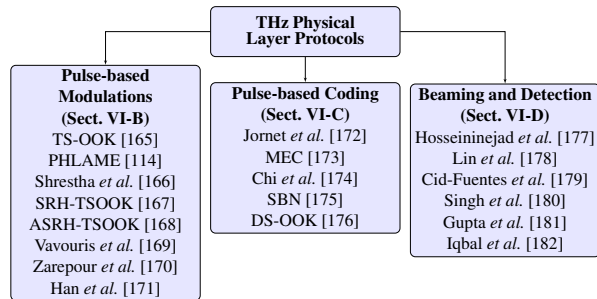 THz Physical
Layer Protocols
Pulse-based
Modulations
(Sect. VI-B)
TS-OOK [165]
PHLAME [114]
Shrestha et al. [166]
SRH-TSOOK [167]
ASRH-TSOOK [168]
Vavouris et al. [169]
Zarepour et al. [170]
Han et al. [171]
Pulse-based Coding
(Sect. VI-C)
Jornet et al. [172]
MEC [173]
Chi et al. [174]
SBN [175]
DS-OOK [176]
Beaming and Detection
(Sect. VI-D)
Hosseininejad et al. [177]
Lin et al. [178]
Cid-Fuentes et al. [179]
Singh et al. [180]
Gupta et al. [181]
Iqbal et al. [182]